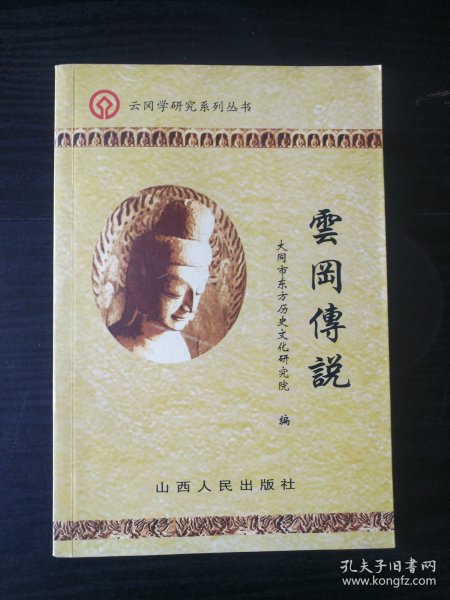 云冈学研究系列丛书
雲岡傳説
大同市东方历史文化研究院 编
山西人民出版社
孔夫子旧书网
www.kongfz.com